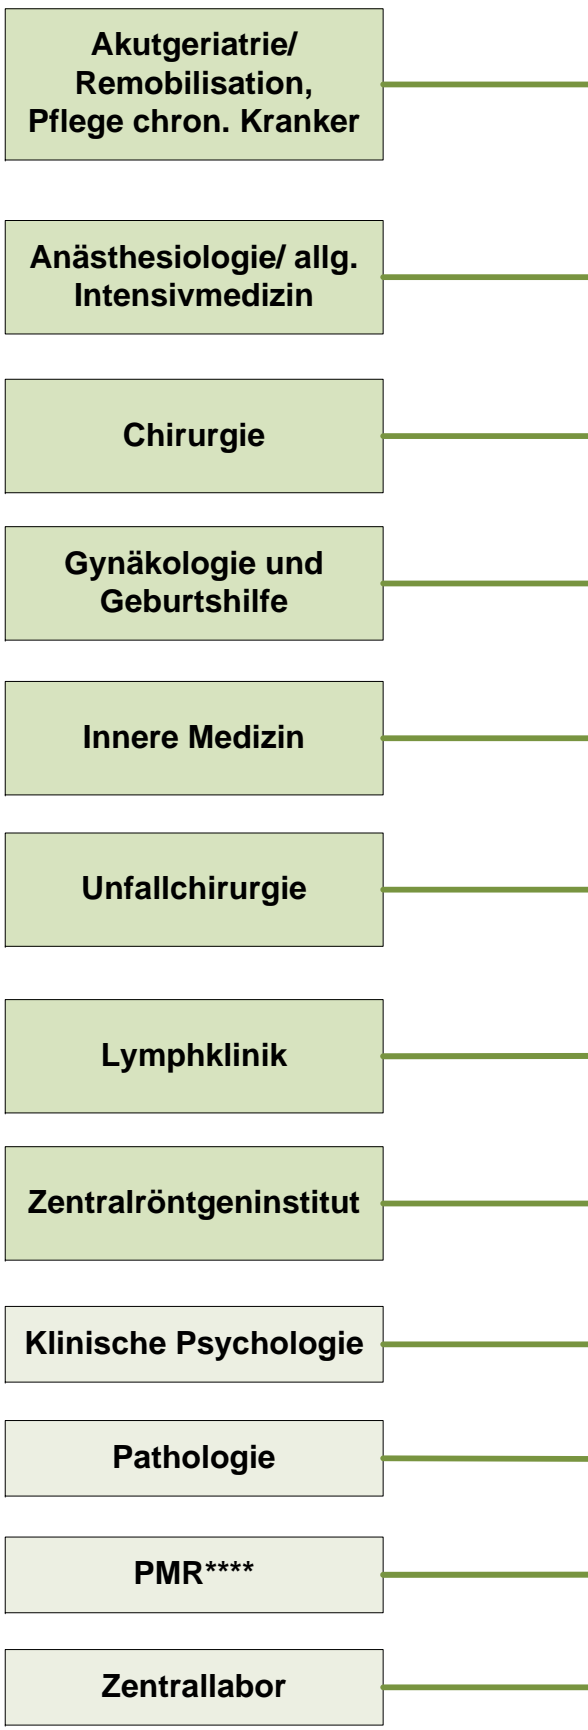 Akutgeriatrie/
Remobilisation,
Pflege chron. Kranker
Anästhesiologie/ allg.
Intensivmedizin
Chirurgie
Gynäkologie und
Geburtshilfe
Innere Medizin
Unfallchirurgie
Lymphklinik
Zentralröntgeninstitut
Klinische Psychologie
Pathologie
PMR****
Zentrallabor